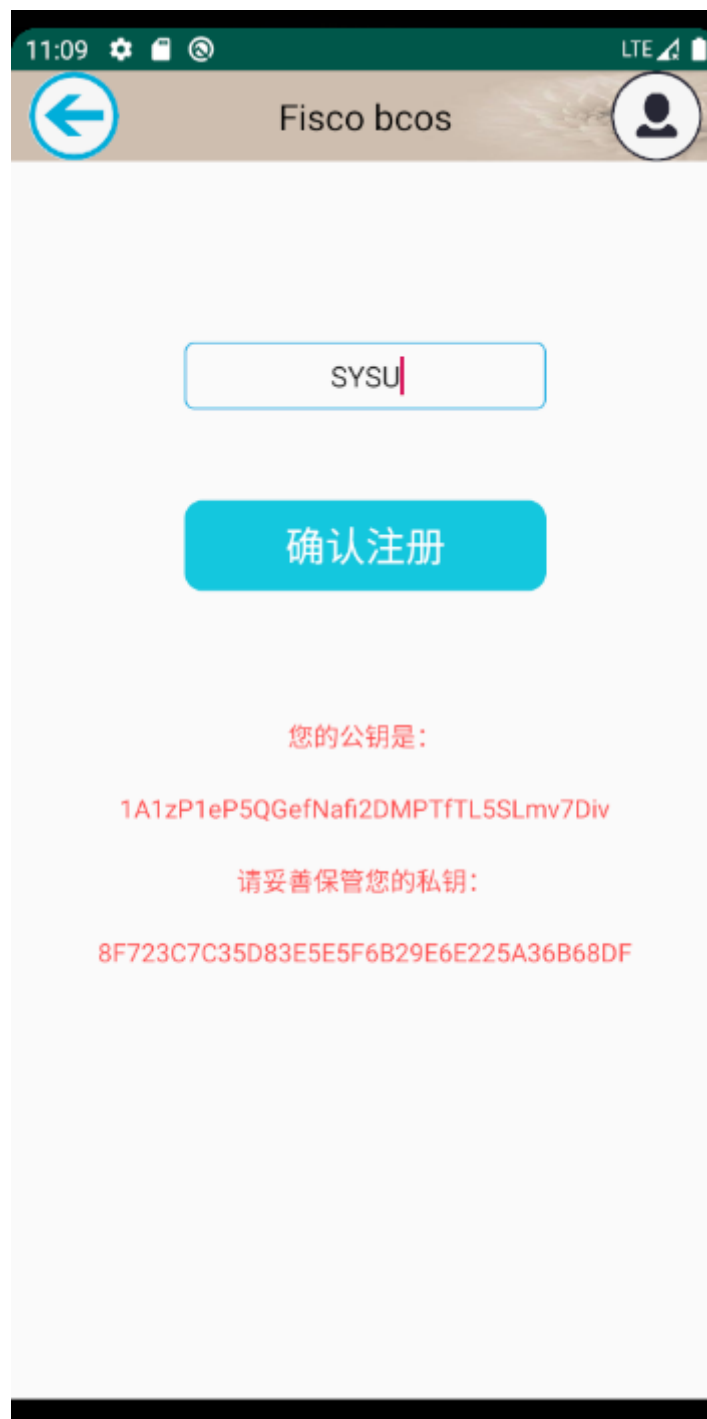 11:09 LTE
Fisco bcos
SYSU
确认注册
您的公钥是:
1A1zP1eP5QGefNafi2DMPTfTL5SLmv7Div
请妥善保管您的私钥:
8F723C7C35D83E5E5F6B29E6E225A36B68DF